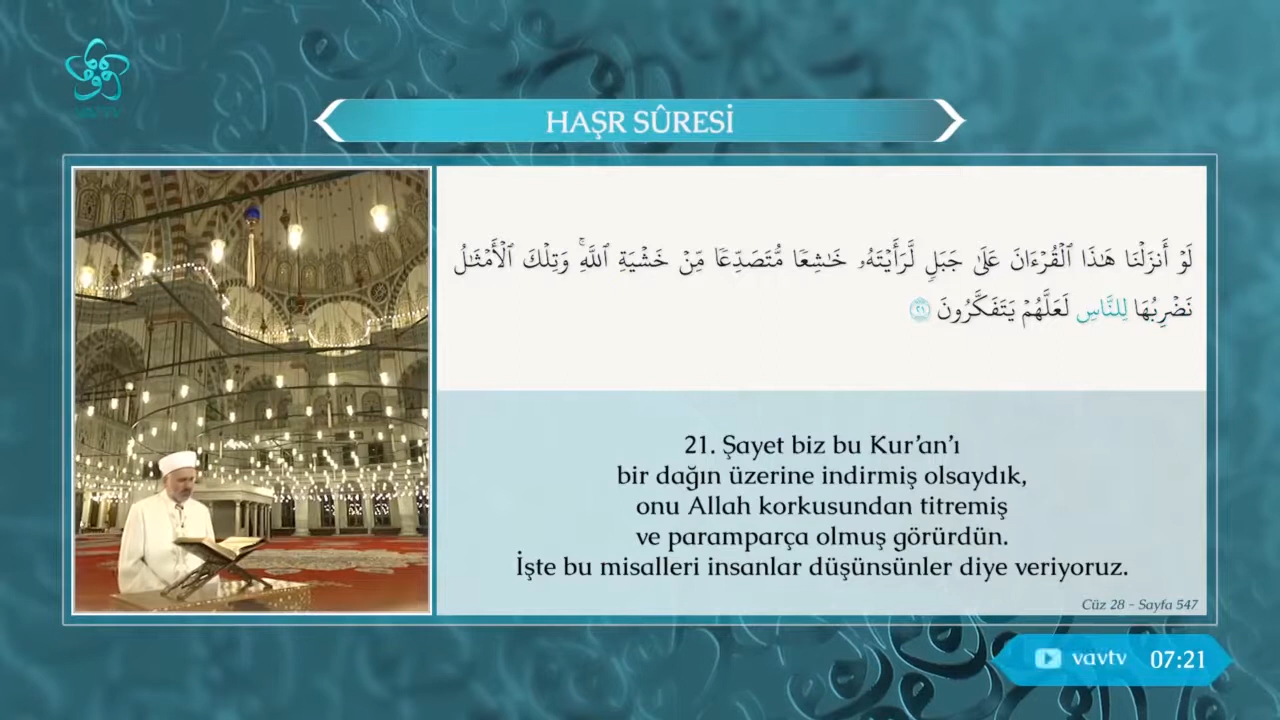 HAŞR SÛRESİ
لَوْ أَنزَلْنَا هَٰذَا ٱلْقُرْءَانَ عَلَىٰ جَبَلٍ لَّرَأَيْتَهُۥ خَٰشِعًا مُّتَصَدِّعًا مِّنْ خَشْيَةِ ٱللَّهِ ۚ وَتِلْكَ ٱلْأَمْثَٰلُ
نَضْرِبُهَا لِلنَّاسِ لَعَلَّهُمْ يَتَفَكَّرُونَ ٢١
21. Şayet biz bu Kur’an’ı
bir dağın üzerine indirmiş olsaydık,
onu Allah korkusundan titremiş
ve paramparça olmuş görürdün.
İşte bu misalleri insanlar düşünsünler diye veriyoruz.
Cüz 28 - Sayfa 547
vavtv 07:21